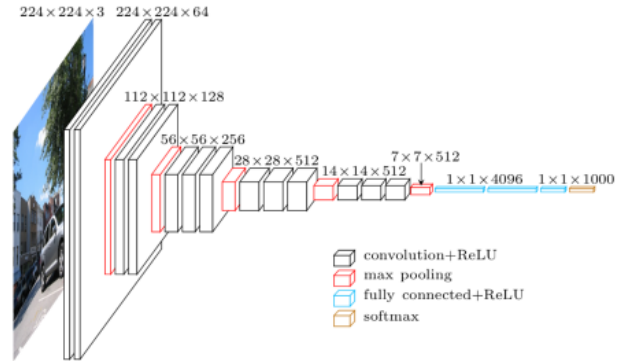 224×224×3
224×224×64
112×112×128
56×56×256
28×28×512
14×14×512
7×7×512
1×1×4096
1×1×1000
convolution+ReLU
max pooling
fully connected+ReLU
softmax